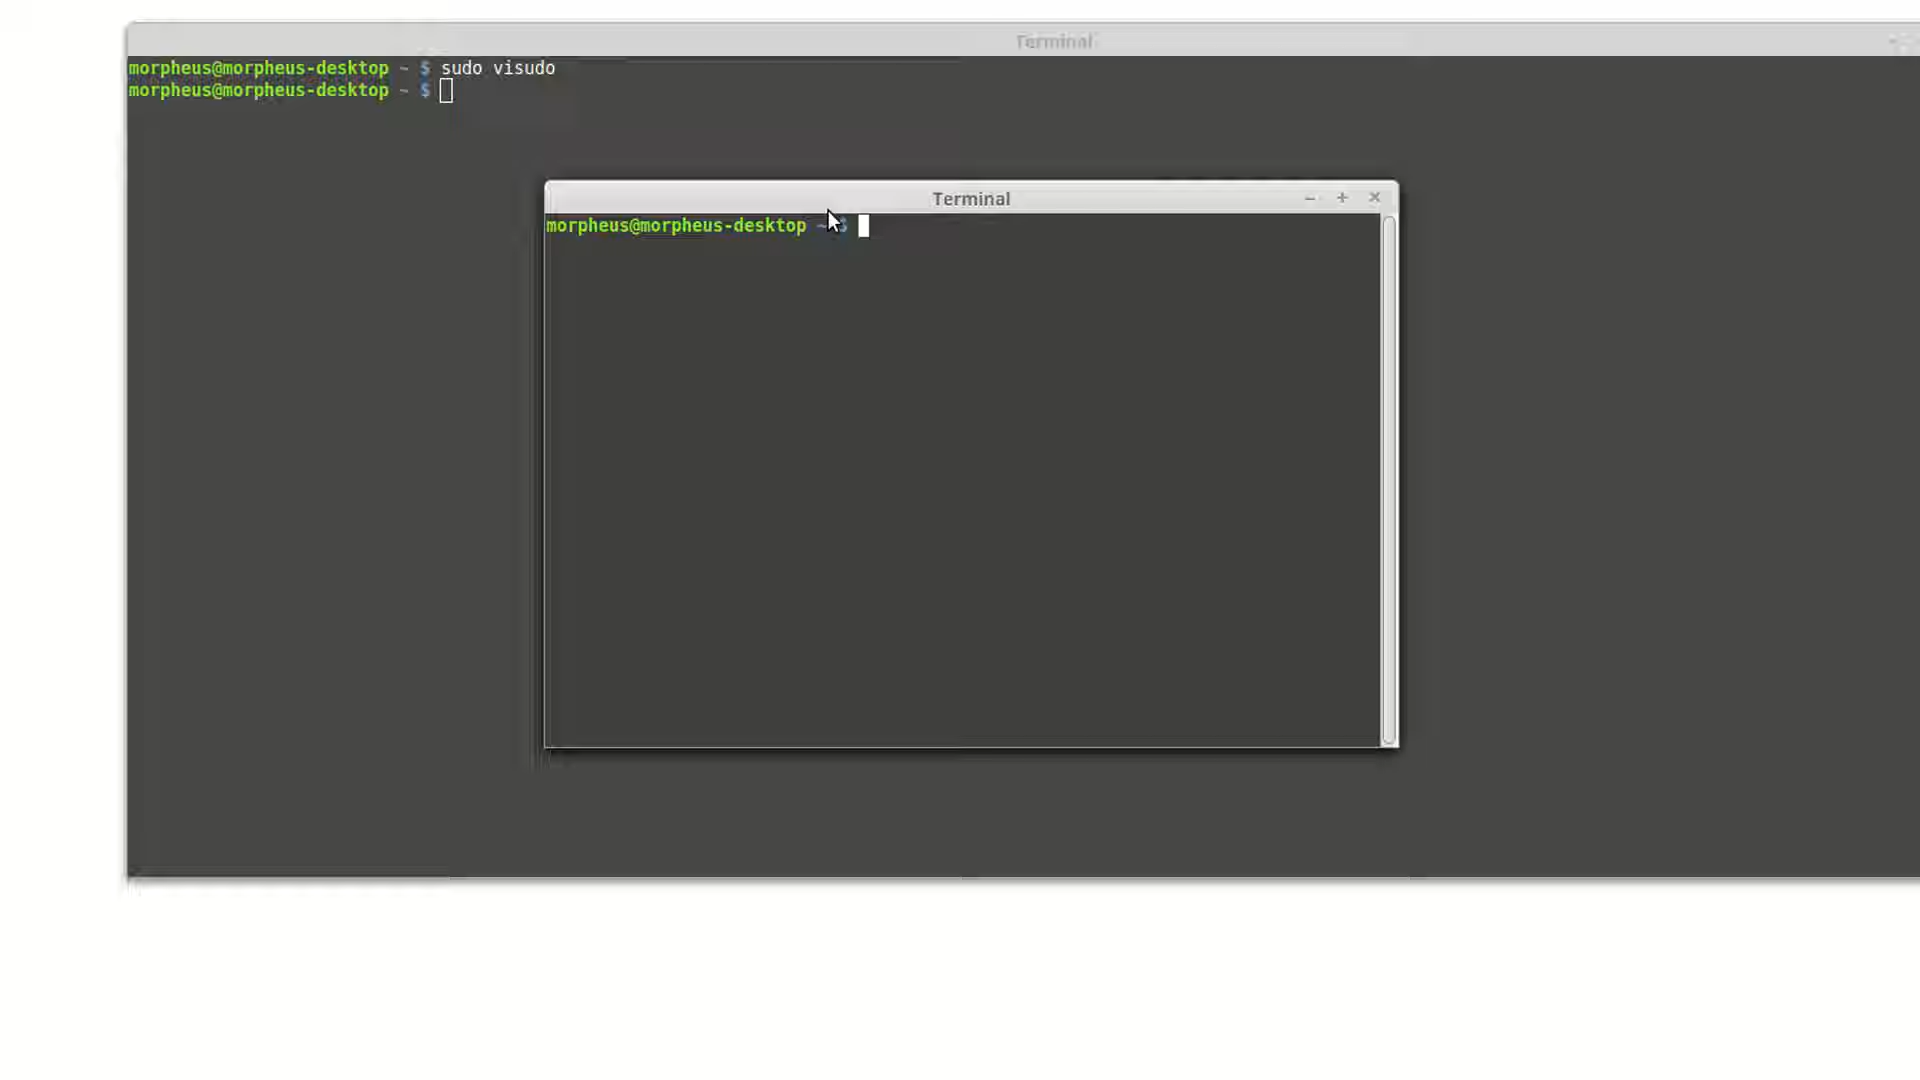 Terminal
morpheus@morpheus-desktop ~ $ sudo visudo
morpheus@morpheus-desktop ~ $
Terminal
morpheus@morpheus-desktop ~ $